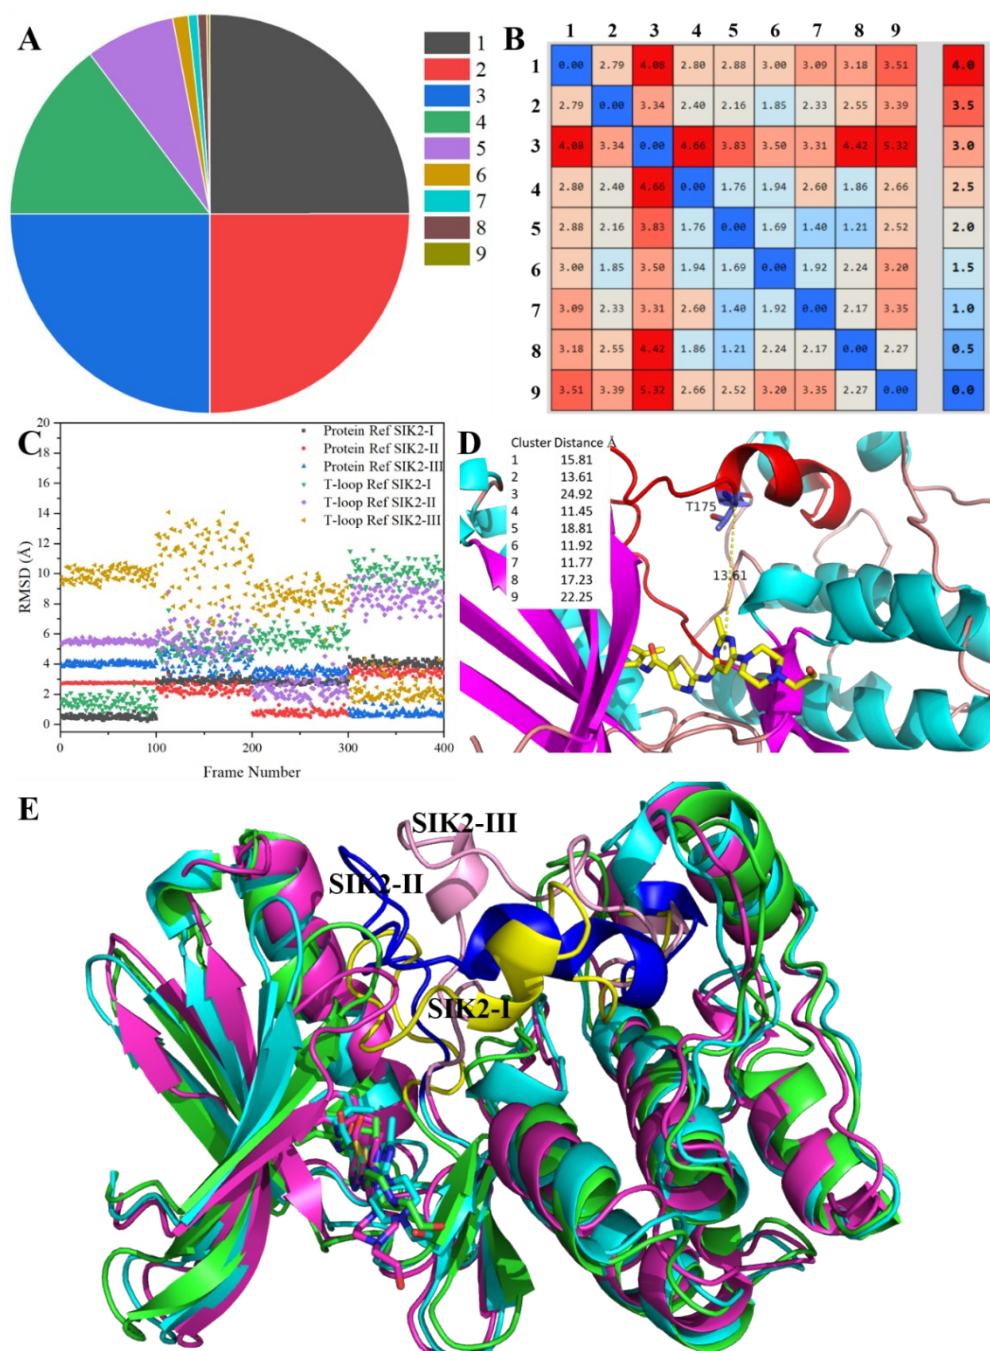 A
1
2
3
4
5
6
7
8
9
B
1 2 3 4 5 6 7 8 9
1 0.00 2.79 4.08 2.80 2.88 3.00 3.09 3.18 3.51 4.0
2 2.79 0.00 3.34 2.40 2.16 1.85 2.33 2.55 3.39 3.5
3 4.08 3.34 0.00 4.66 3.83 3.50 3.31 4.42 5.32 3.0
4 2.80 2.40 4.66 0.00 1.76 1.94 2.60 1.86 2.66 2.5
5 2.88 2.16 3.83 1.76 0.00 1.69 1.40 1.21 2.52 2.0
6 3.00 1.85 3.50 1.94 1.69 0.00 1.92 2.24 3.20 1.5
7 3.09 2.33 3.31 2.60 1.40 1.92 0.00 2.17 3.35 1.0
8 3.18 2.55 4.42 1.86 1.21 2.24 2.17 0.00 2.27 0.5
9 3.51 3.39 5.32 2.66 2.52 3.20 3.35 2.27 0.00 0.0
C
RMSD (Å)
20
18
16
14
12
10
8
6
4
2
0
Protein Ref SIK2-I
Protein Ref SIK2-II
Protein Ref SIK2-III
T-loop Ref SIK2-I
T-loop Ref SIK2-II
T-loop Ref SIK2-III
0 100 200 300 400
Frame Number
D
Cluster Distance Å
1 15.81
2 13.61
3 24.92
4 11.45
5 18.81
6 11.92
7 11.77
8 17.23
9 22.25
T175
13.61
E
SIK2-III
SIK2-II
SIK2-I